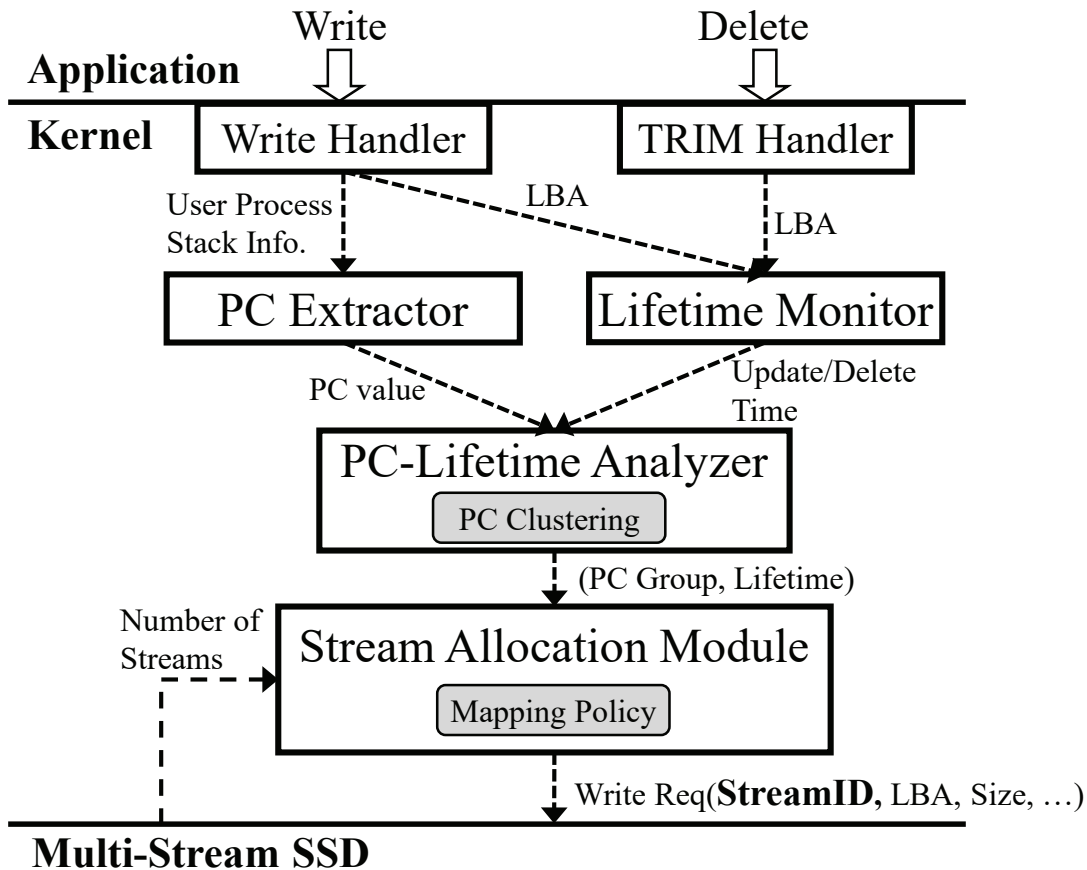 Write
Delete
Application
Kernel
Write Handler
TRIM Handler
User Process
Stack Info.
LBA
LBA
PC Extractor
Lifetime Monitor
PC value
Update/Delete
Time
PC-Lifetime Analyzer
PC Clustering
(PC Group, Lifetime)
Number of
Streams
Stream Allocation Module
Mapping Policy
Write Req(StreamID, LBA, Size, …)
Multi-Stream SSD